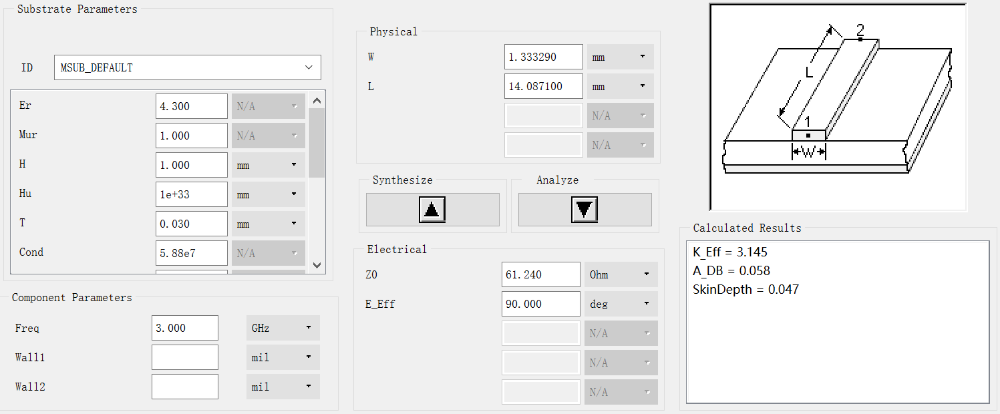 Substrate Parameters
ID MSUB_DEFAULT
Er 4.300 N/A
Mur 1.000 N/A
H 1.000 mm
Hu 1e+33 mm
T 0.030 mm
Cond 5.88e7 N/A
Component Parameters
Freq 3.000 GHz
Wall1 mil
Wall2 mil
Physical
W 1.333290 mm
L 14.087100 mm
N/A
N/A
Synthesize Analyze
Electrical
Z0 61.240 Ohm
E_Eff 90.000 deg
N/A
N/A
N/A
2
L
1
W
Calculated Results
K_Eff = 3.145
A_DB = 0.058
SkinDepth = 0.047